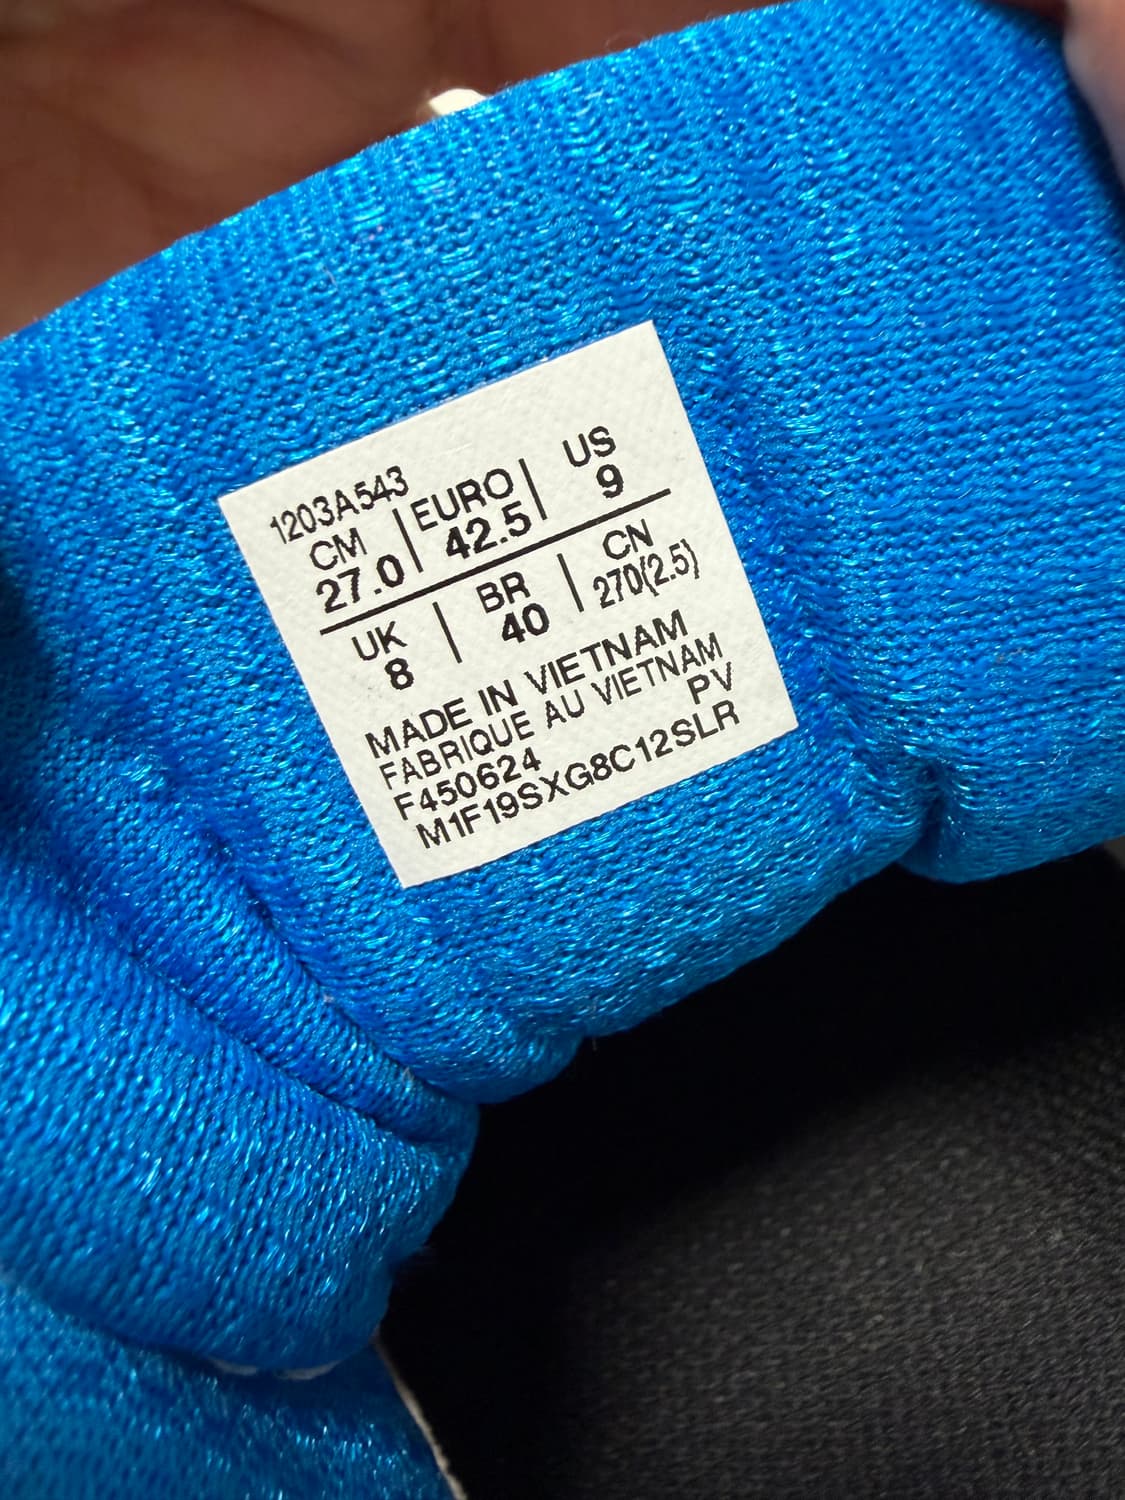 1203A543
CM | EURO | US
27.0 | 42.5 | 9
UK | BR | CN
8 | 40 | 270(2.5)
MADE IN VIETNAM
FABRIQUE AU VIETNAM
F450624 PV
M1F19SXG8C12SLR